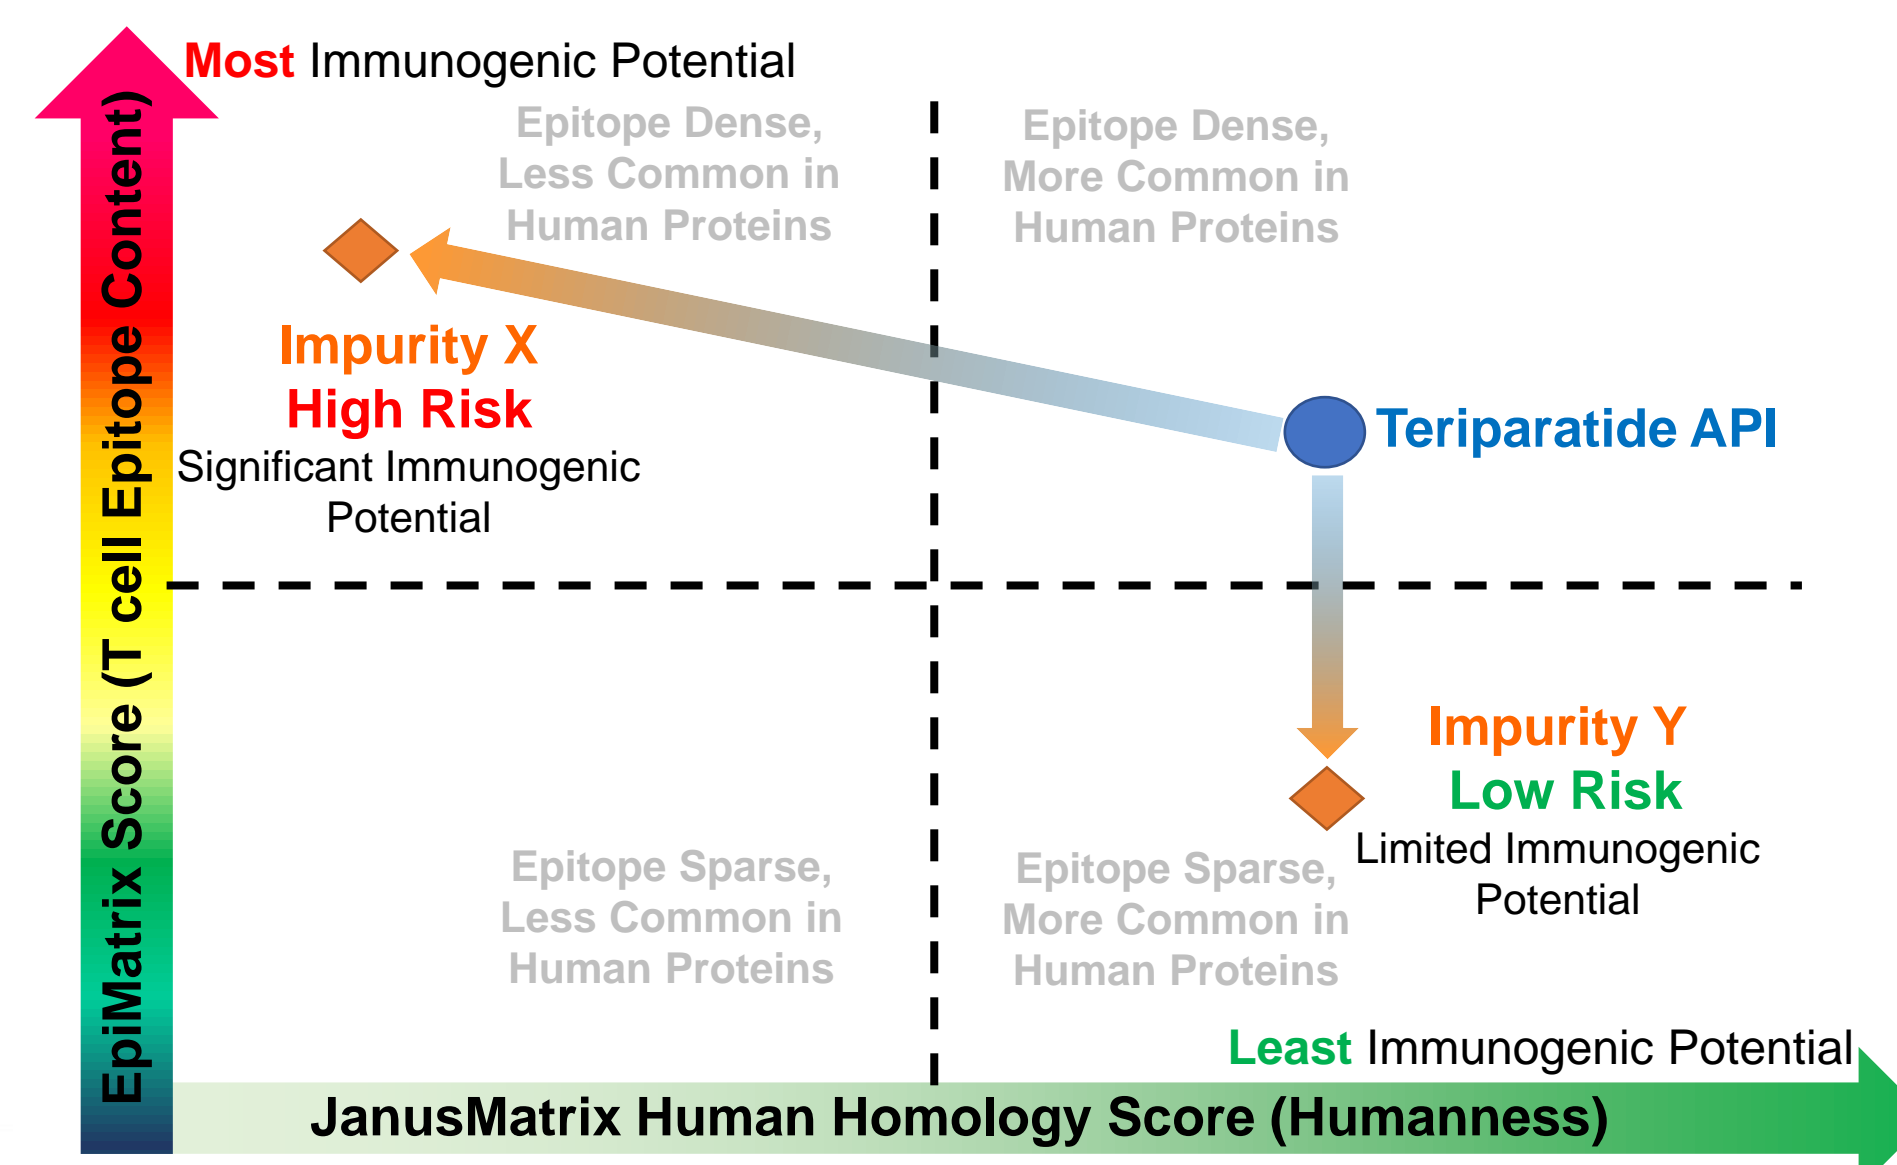 Most Immunogenic Potential
EpiMatrix Score (T cell Epitope Content)
Epitope Dense,
Less Common in
Human Proteins
Epitope Dense,
More Common in
Human Proteins
Impurity X
High Risk
Significant Immunogenic
Potential
Teriparatide API
Impurity Y
Low Risk
Limited Immunogenic
Potential
Epitope Sparse,
Less Common in
Human Proteins
Epitope Sparse,
More Common in
Human Proteins
Least Immunogenic Potential
JanusMatrix Human Homology Score (Humanness)